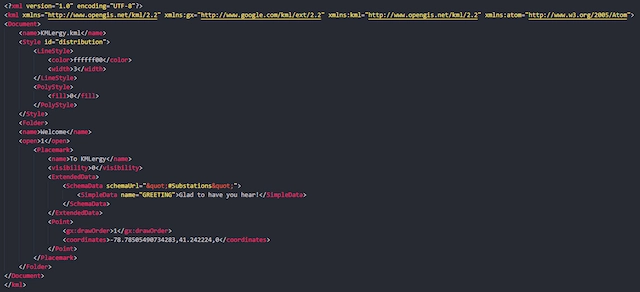 <?xml version="1.0" encoding="UTF-8"?>
<kml xmlns="http://www.opengis.net/kml/2.2" xmlns:gx="http://www.google.com/kml/ext/2.2" xmlns:kml="http://www.opengis.net/kml/2.2" xmlns:atom="http://www.w3.org/2005/Atom">
<Document>
<name>KMLergy.kml</name>
<Style id="distribution">
<LineStyle>
<color>ffffff00</color>
<width>3</width>
</LineStyle>
<PolyStyle>
<fill>0</fill>
</PolyStyle>
</Style>
<Folder>
<name>Welcome</name>
<open>1</open>
<Placemark>
<name>To KMLergy</name>
<visibility>0</visibility>
<ExtendedData>
<SchemaData schemaUrl="&quot;#Substations&quot;">
<SimpleData name="GREETING">Glad to have you hear!</SimpleData>
</SchemaData>
</ExtendedData>
<Point>
<gx:drawOrder>1</gx:drawOrder>
<coordinates>-78.78505490734283,41.242224,0</coordinates>
</Point>
</Placemark>
</Folder>
</Document>
</kml>